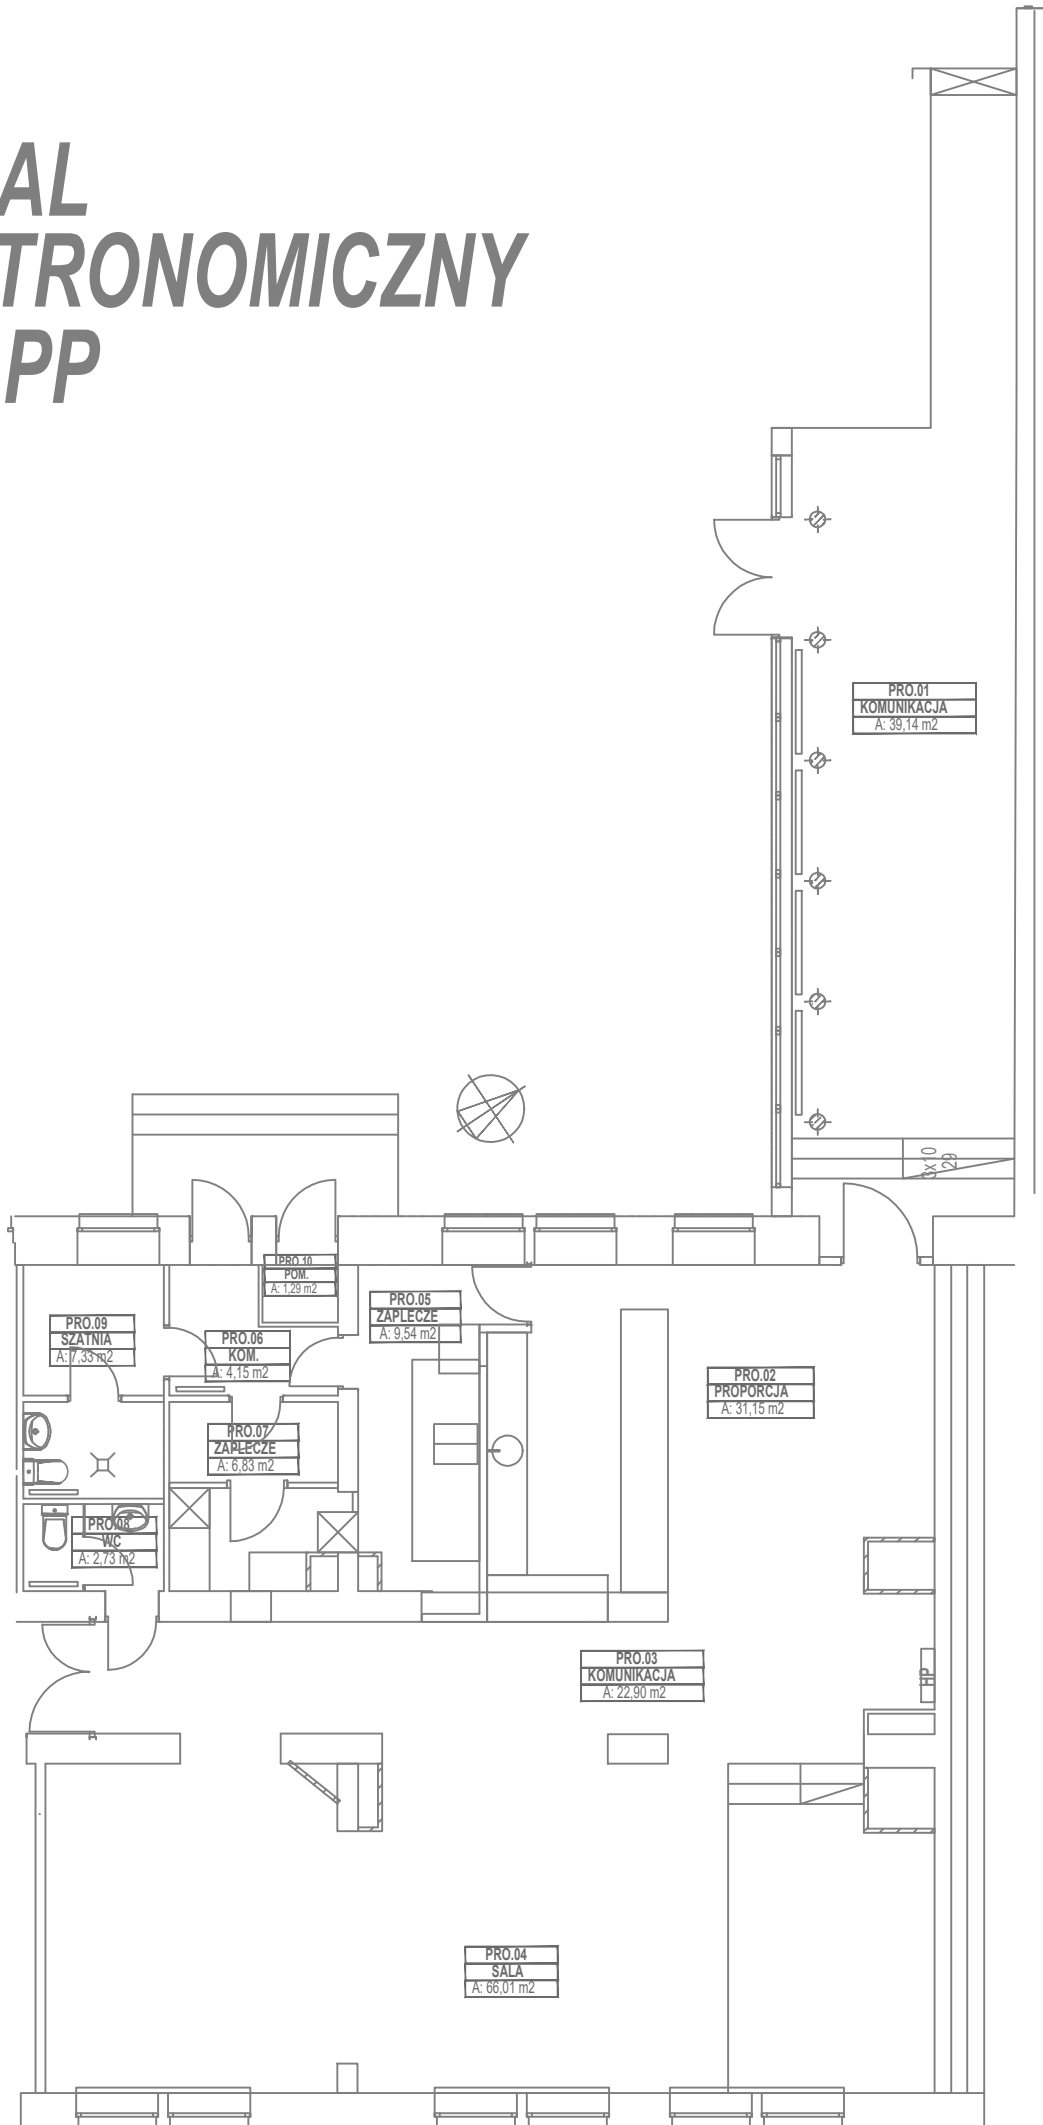 AL
TRONOMICZNY
PP
PRO.01
KOMUNIKACJA
A: 39,14 m2
3x10
29
PRO.10
POM.
A: 1,29 m2
PRO.05
ZAPLECZE
A: 9,54 m2
PRO.09
SZATNIA
A: 7,33 m2
PRO.06
KOM.
A: 4,15 m2
PRO.02
PROPORCJA
A: 31,15 m2
PRO.07
ZAPLECZE
A: 6,83 m2
PRO.08
WC
A: 2,73 m2
PRO.03
KOMUNIKACJA
A: 22,90 m2
HP
PRO.04
SALA
A: 66,01 m2